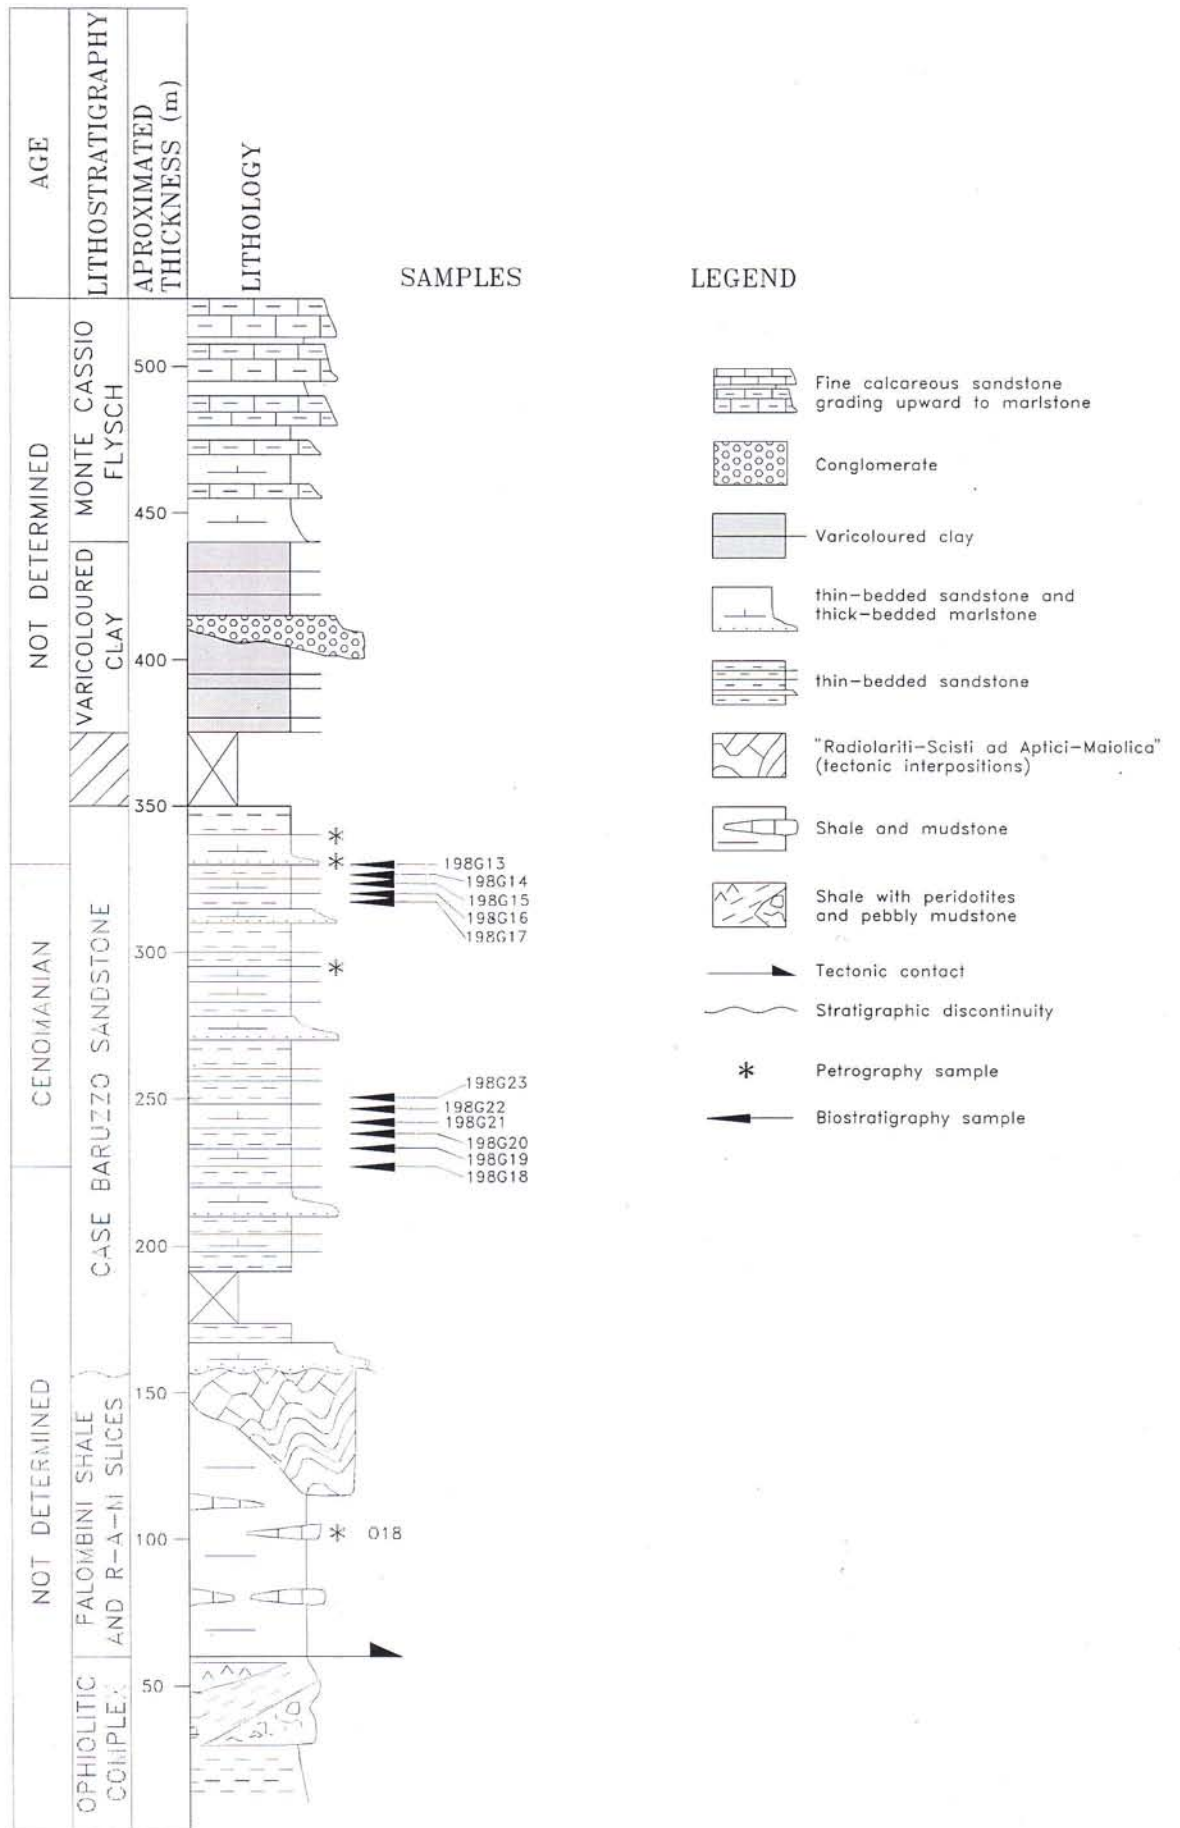 AGE
LITHOSTRATIGRAPHY
APROXIMATED
THICKNESS (m)
LITHOLOGY
SAMPLES
LEGEND
NOT DETERMINED
CENOMANIAN
NOT DETERMINED
MONTE CASSIO
FLYSCH
VARICOLOURED
CLAY
CASE BARUZZO SANDSTONE
PALOMBINI SHALE
AND R-A-M SLICES
OPHIOLITIC
COMPLEX
500
450
400
350
300
250
200
150
100
50
198G13
198G14
198G15
198G16
198G17
198G23
198G22
198G21
198G20
198G19
198G18
018
Fine calcareous sandstone
grading upward to marlstone
Conglomerate
Varicoloured clay
thin-bedded sandstone and
thick-bedded marlstone
thin-bedded sandstone
"Radiolariti-Scisti ad Aptici-Maiolica"
(tectonic interpositions)
Shale and mudstone
Shale with peridotites
and pebbly mudstone
Tectonic contact
Stratigraphic discontinuity
* Petrography sample
Biostratigraphy sample